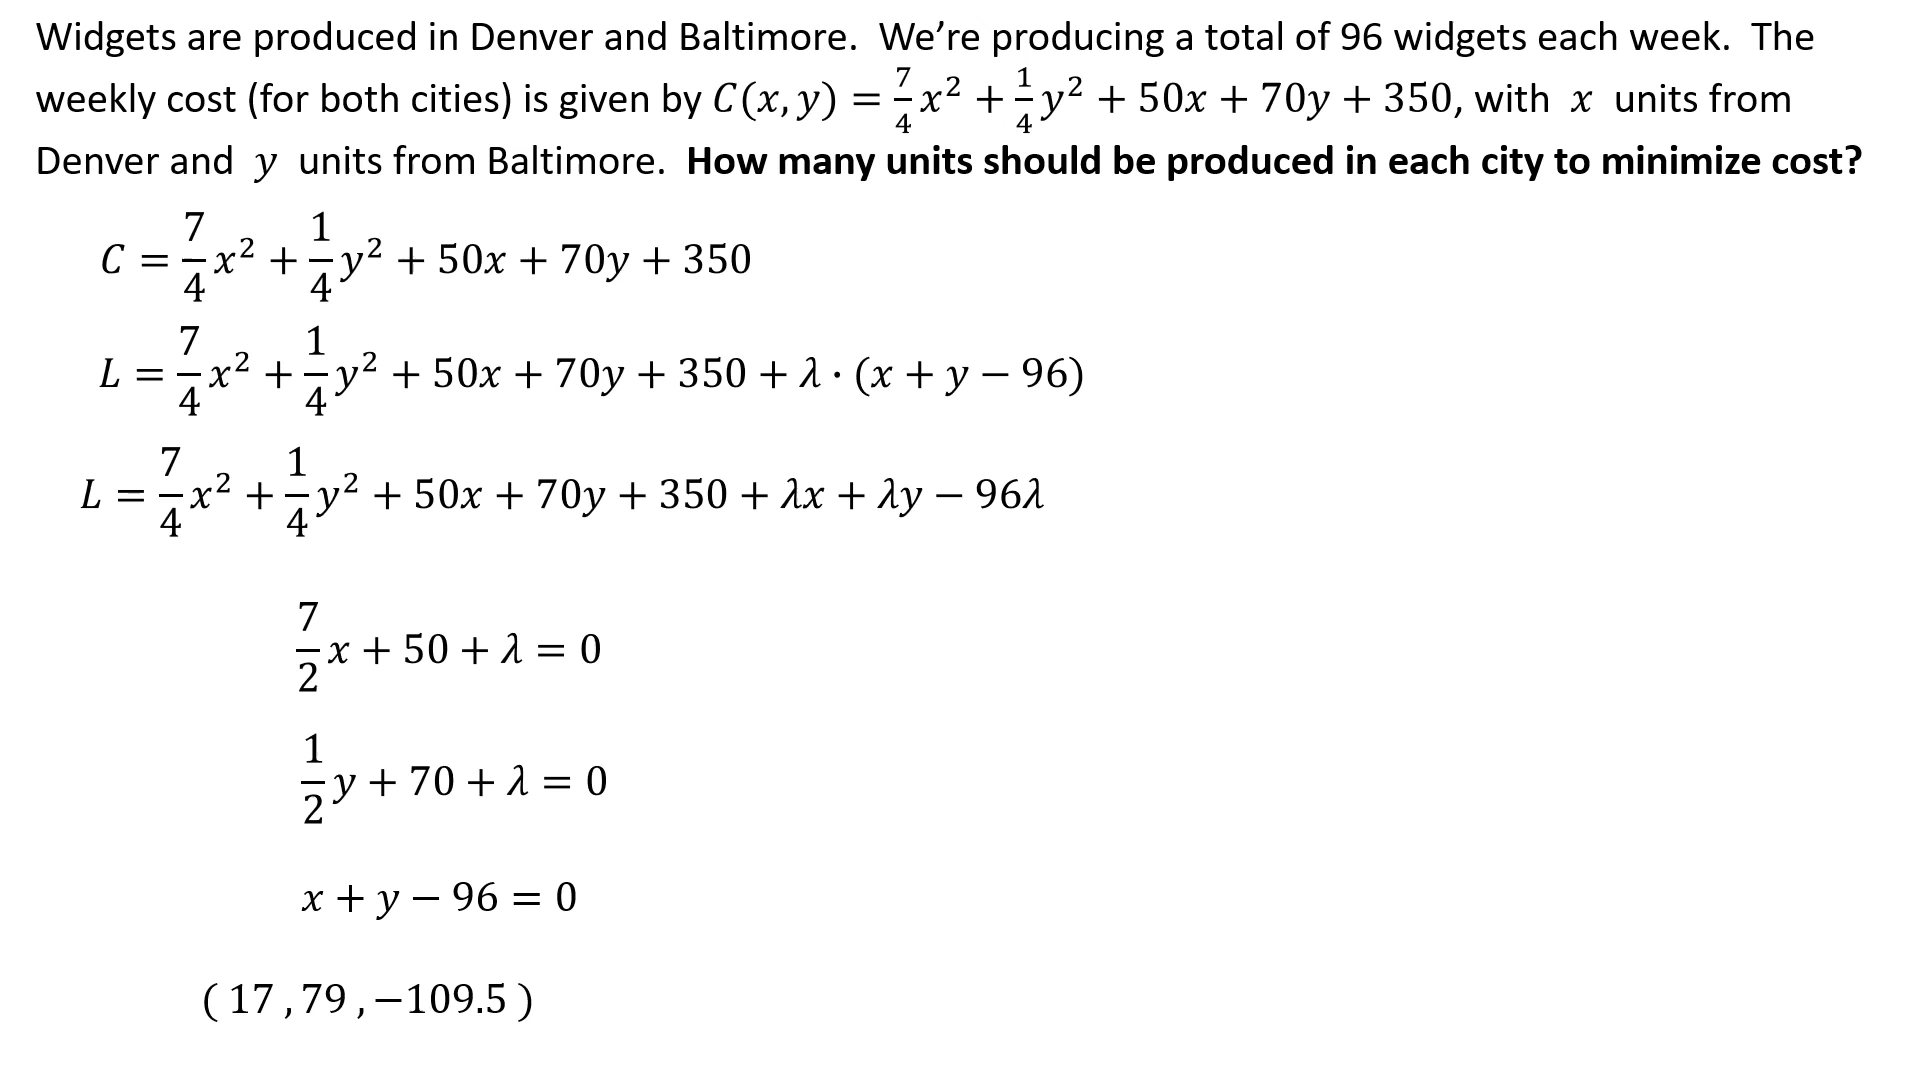 Widgets are produced in Denver and Baltimore.  We’re producing a total of 96 widgets each week.  The
weekly cost (for both cities) is given by C(x, y) = 7/4 x² + 1/4 y² + 50x + 70y + 350, with  x  units from
Denver and  y  units from Baltimore.  How many units should be produced in each city to minimize cost?
C = 7/4 x² + 1/4 y² + 50x + 70y + 350
L = 7/4 x² + 1/4 y² + 50x + 70y + 350 + λ · (x + y − 96)
L = 7/4 x² + 1/4 y² + 50x + 70y + 350 + λx + λy − 96λ
7/2 x + 50 + λ = 0
1/2 y + 70 + λ = 0
x + y − 96 = 0
( 17 , 79 , −109.5 )